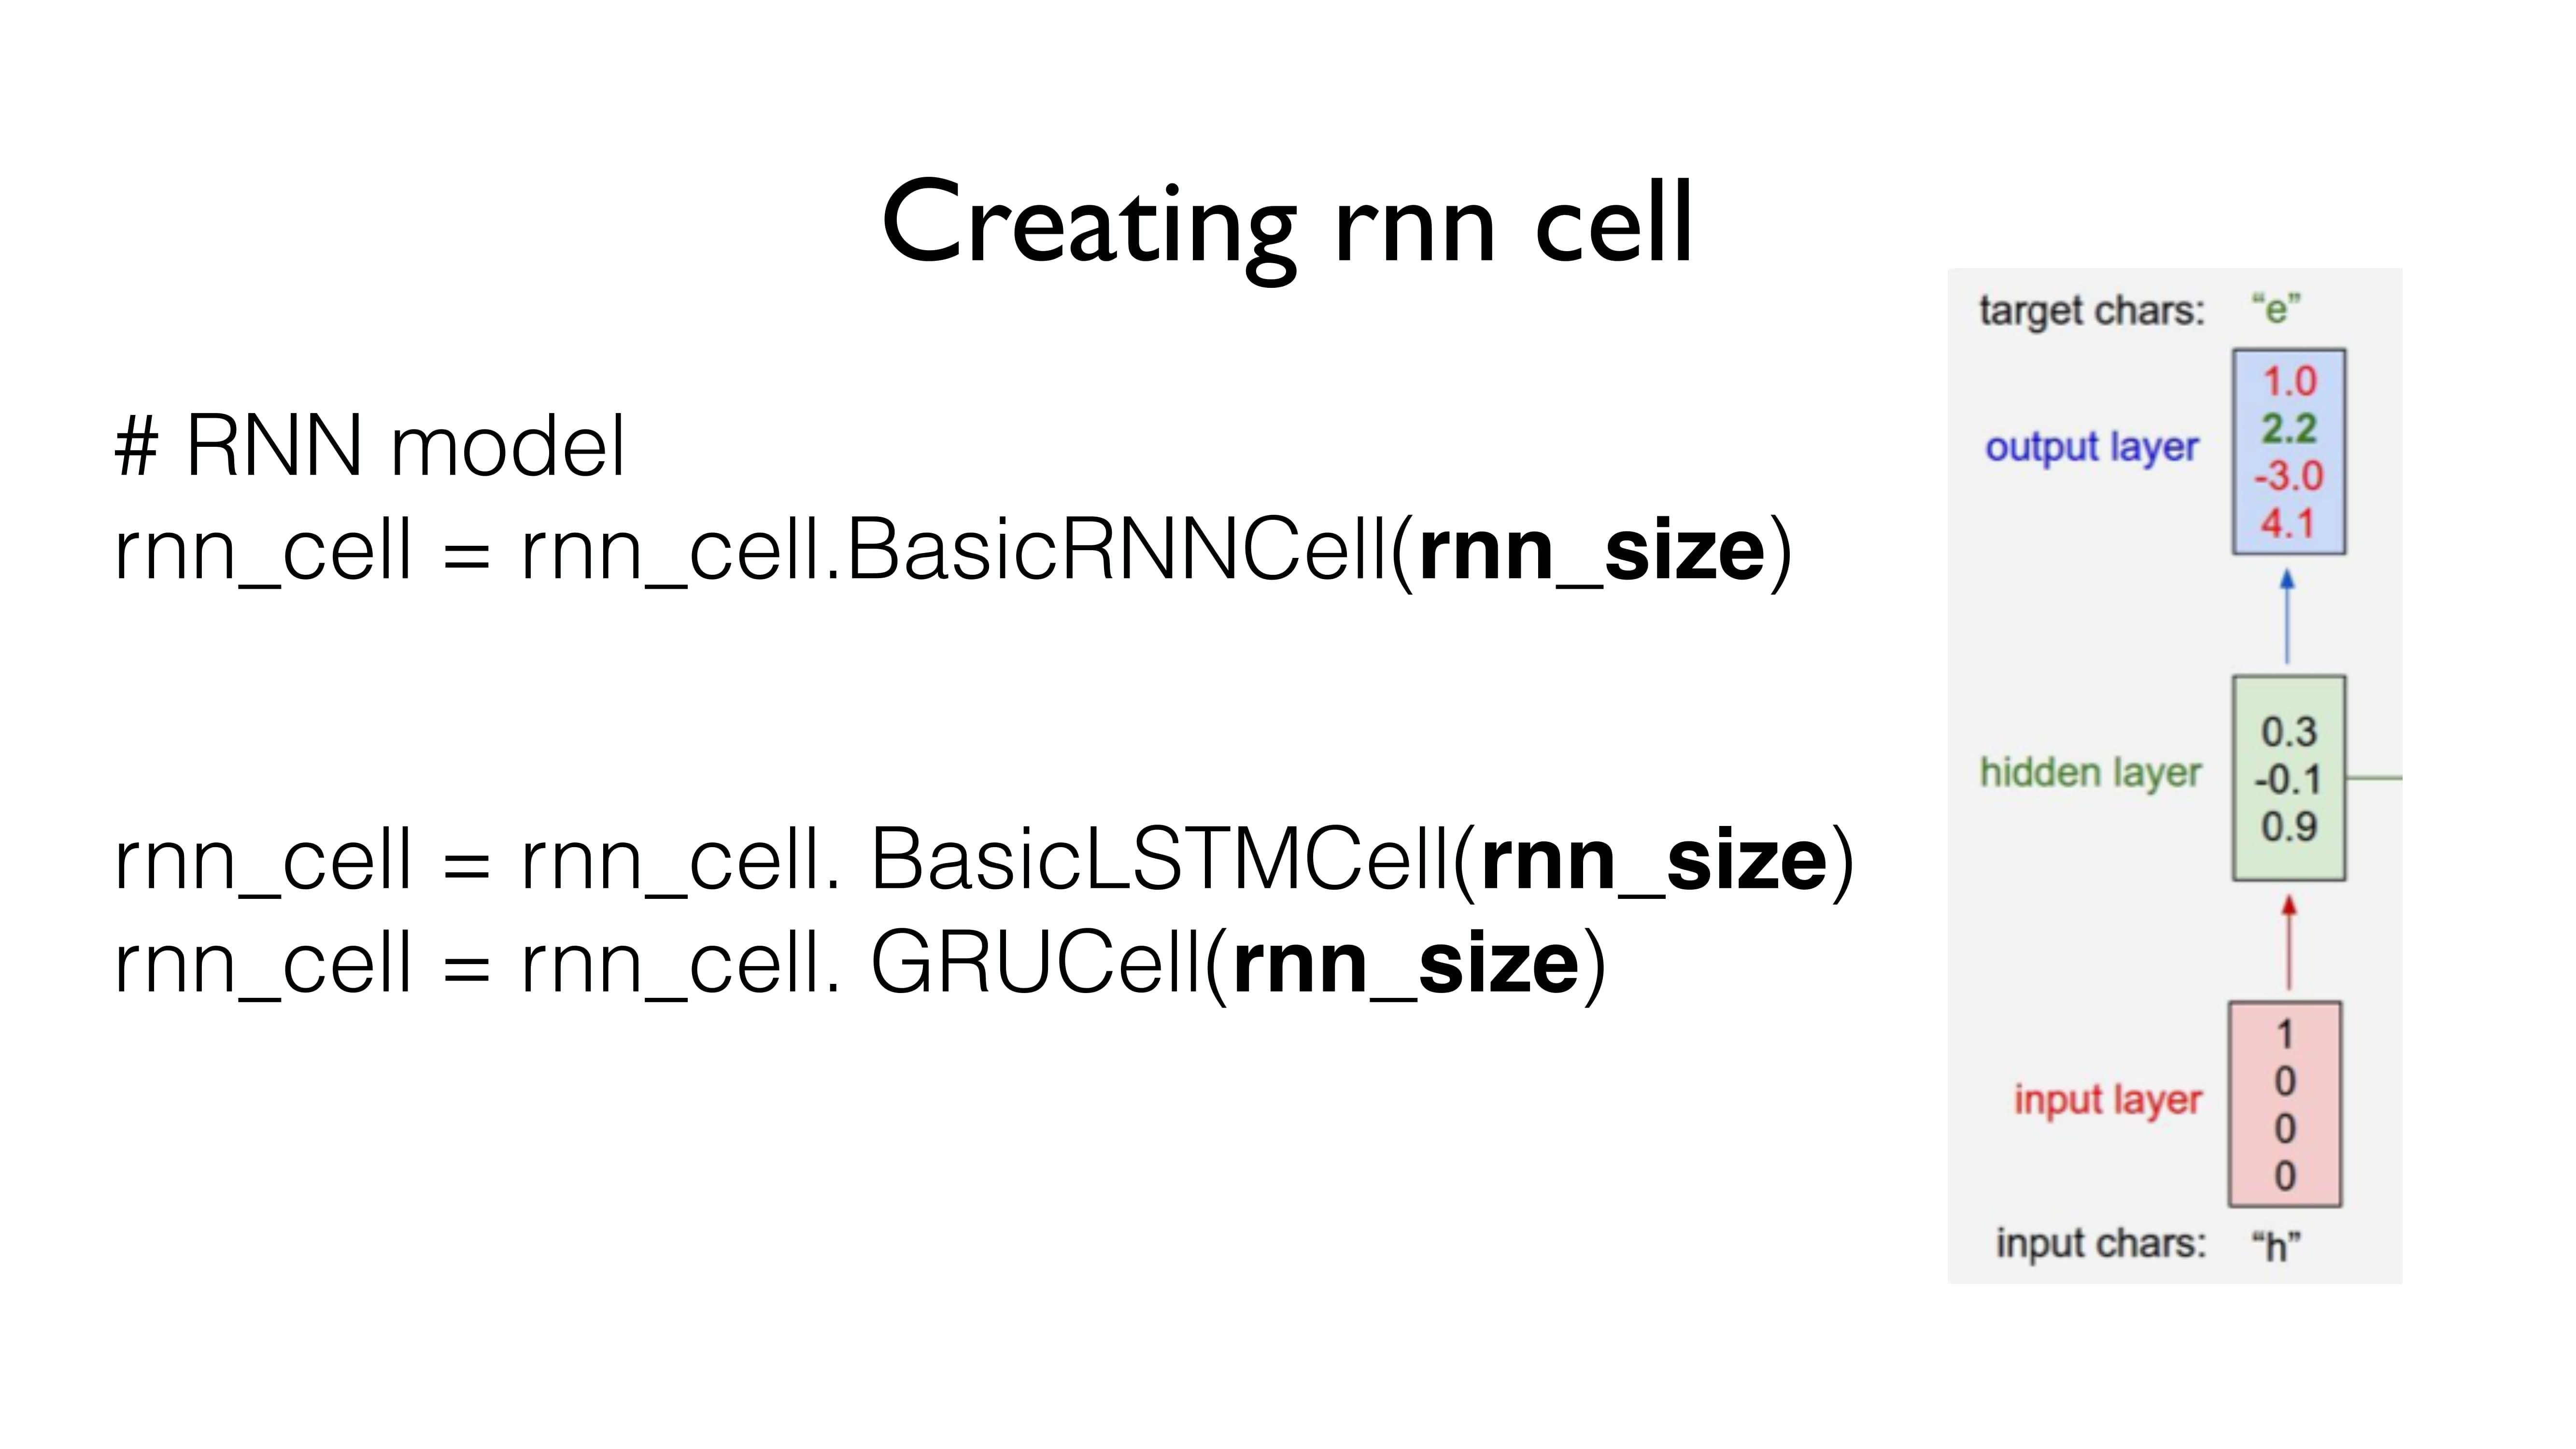 Creating rnn cell
# RNN model
rnn_cell = rnn_cell.BasicRNNCell(rnn_size)
rnn_cell = rnn_cell. BasicLSTMCell(rnn_size)
rnn_cell = rnn_cell. GRUCell(rnn_size)
target chars: “e”
output layer
1.0
2.2
-3.0
4.1
hidden layer
0.3
-0.1
0.9
input layer
1
0
0
0
input chars: “h”